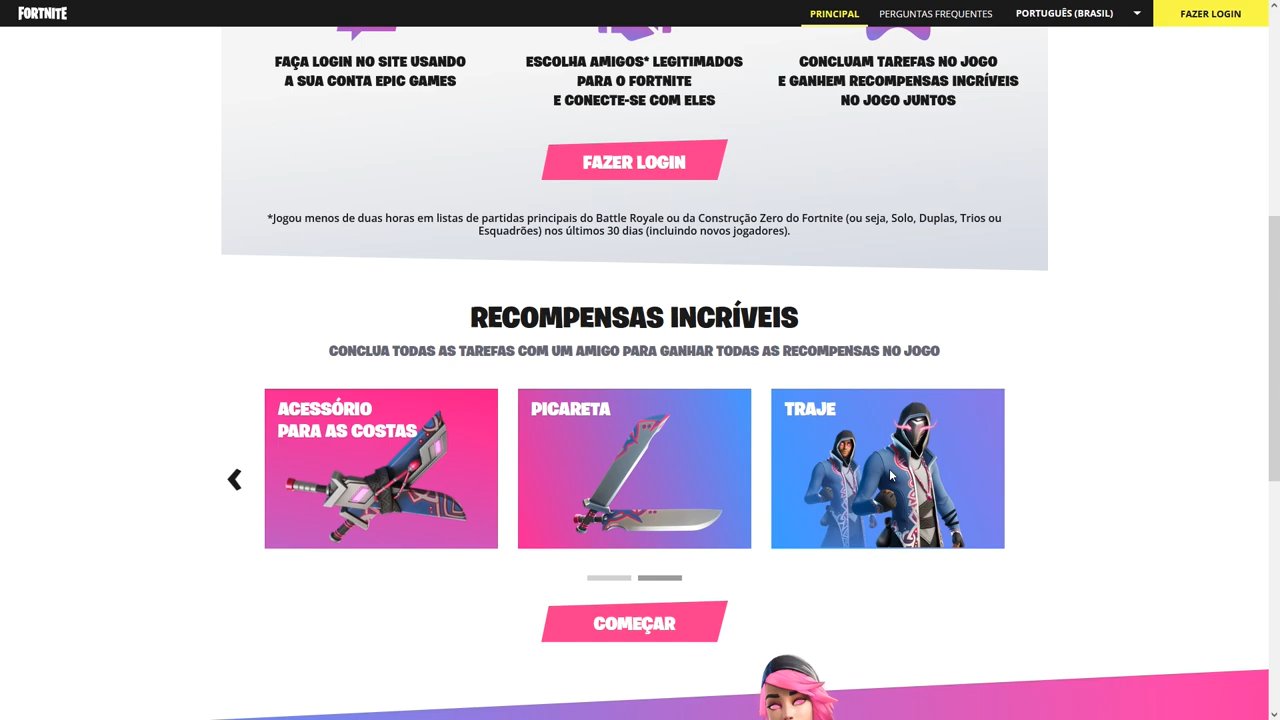 FORTNITE
PRINCIPAL
PERGUNTAS FREQUENTES
PORTUGUÊS (BRASIL)
FAZER LOGIN
FAÇA LOGIN NO SITE USANDO
A SUA CONTA EPIC GAMES
ESCOLHA AMIGOS* LEGITIMADOS
PARA O FORTNITE
E CONECTE-SE COM ELES
CONCLUAM TAREFAS NO JOGO
E GANHEM RECOMPENSAS INCRÍVEIS
NO JOGO JUNTOS
FAZER LOGIN
*Jogou menos de duas horas em listas de partidas principais do Battle Royale ou da Construção Zero do Fortnite (ou seja, Solo, Duplas, Trios ou
Esquadrões) nos últimos 30 dias (incluindo novos jogadores).
RECOMPENSAS INCRÍVEIS
CONCLUA TODAS AS TAREFAS COM UM AMIGO PARA GANHAR TODAS AS RECOMPENSAS NO JOGO
ACESSÓRIO
PARA AS COSTAS
PICARETA
TRAJE
COMEÇAR